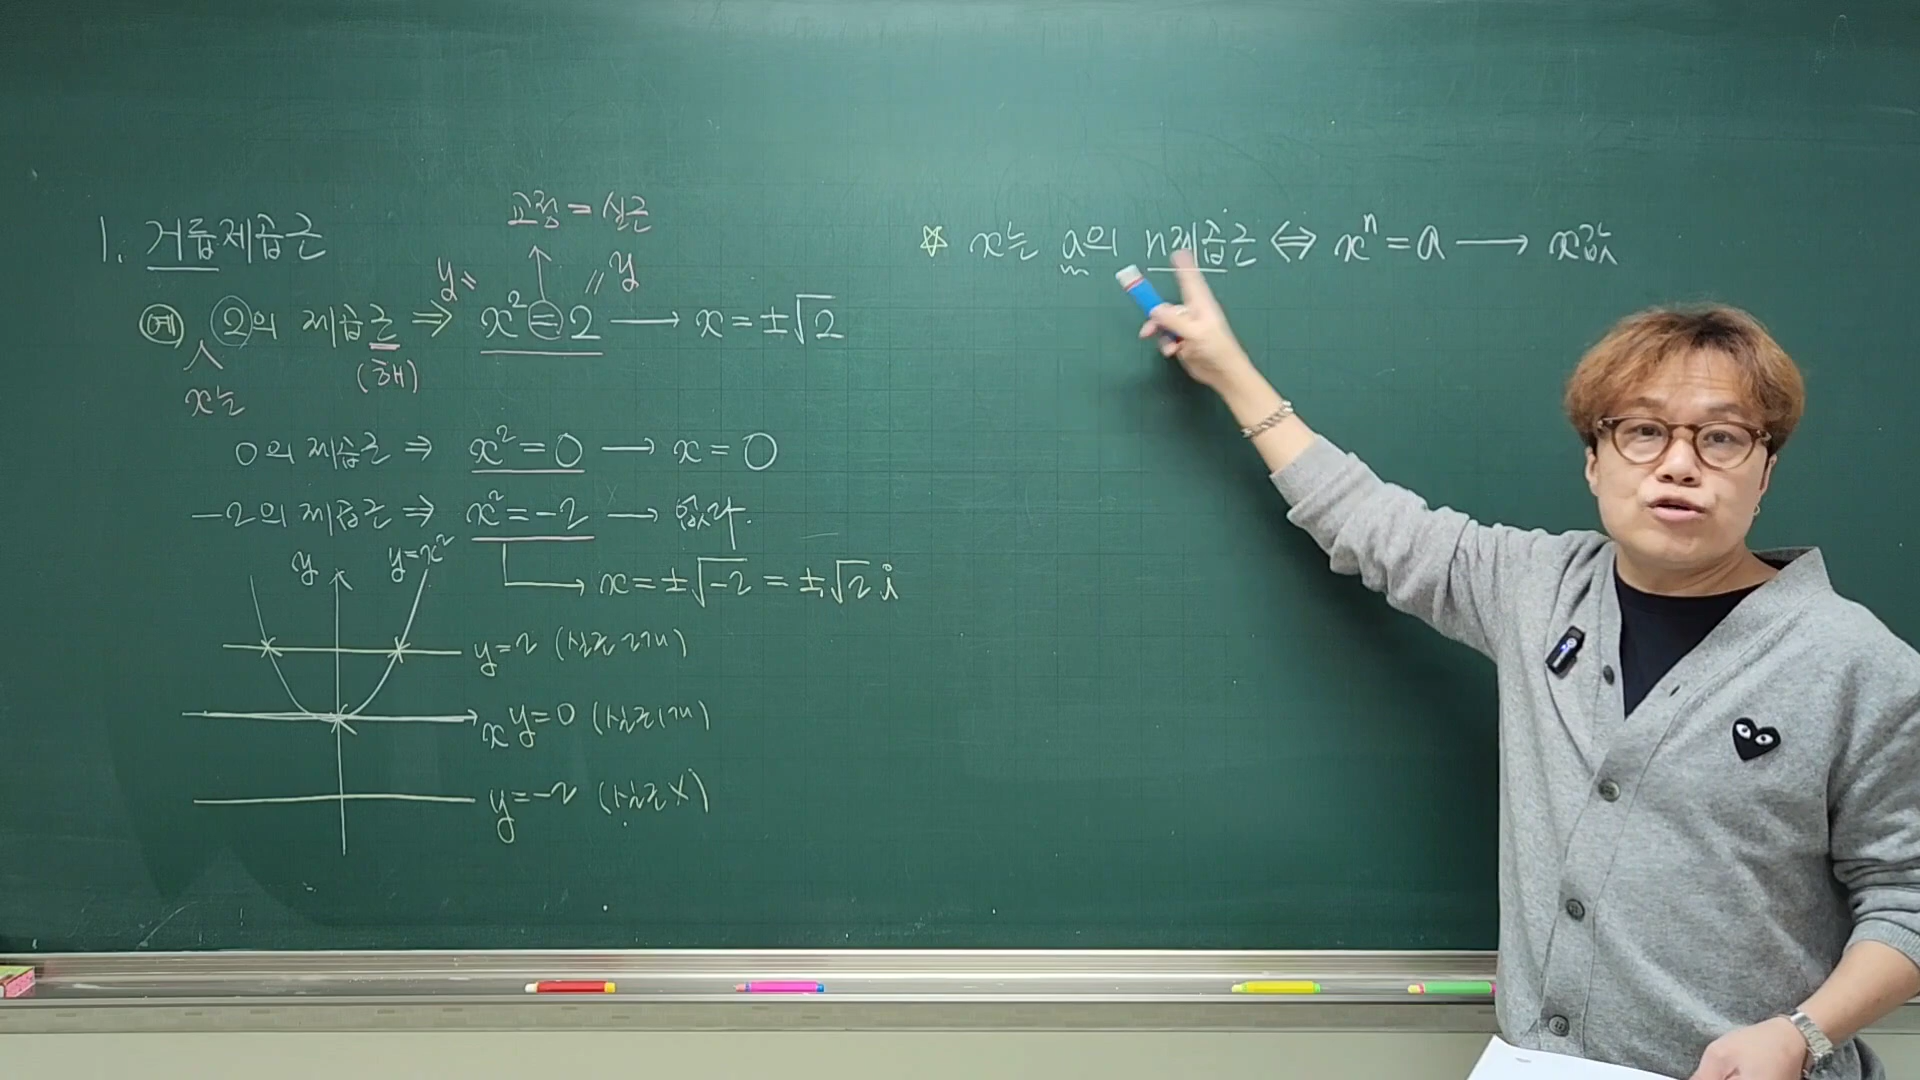 1. 거듭제곱근
교점 = 실근
y= y
예 2의 제곱근 ⇒ x² = 2 → x = ±√2
(해)
x는
0의 제곱근 ⇒ x² = 0 → x = 0
-2의 제곱근 ⇒ x² = -2 → 없다.
x = ±√-2 = ±√2 i
y y=x²
y=2 (실근 2개)
x y=0 (실근 1개)
y=-2 (실근 X)
☆ x는 a의 n제곱근 ⇔ xⁿ = a → x값